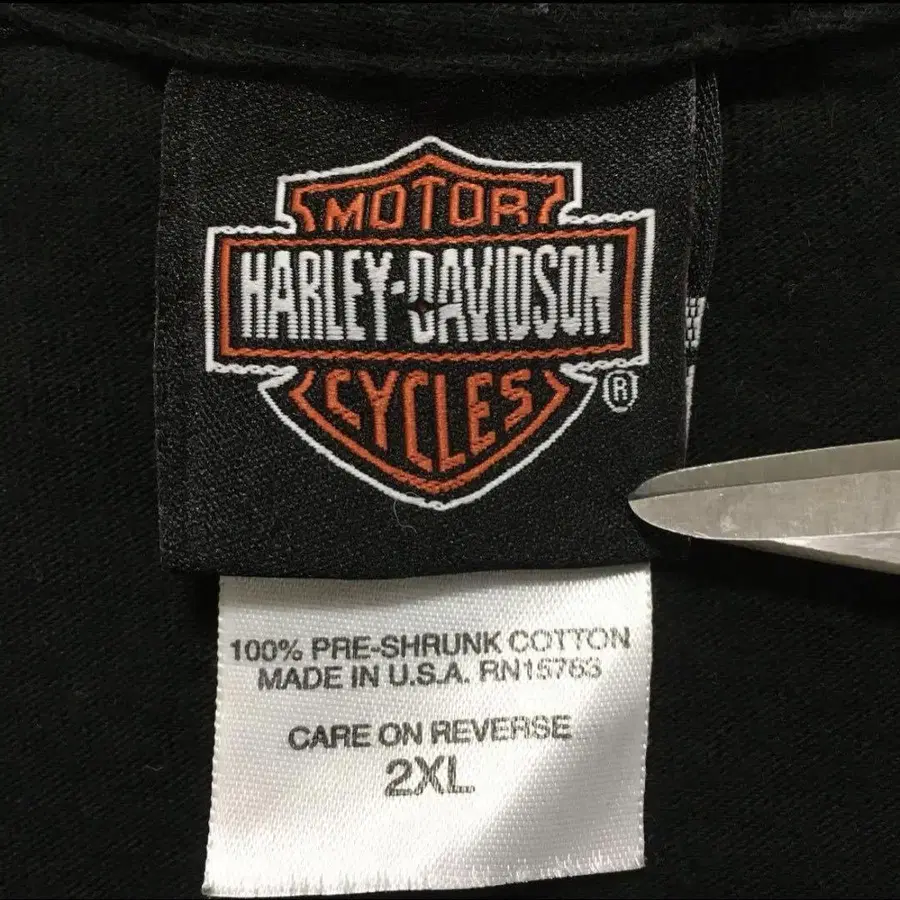 MOTOR
HARLEY-DAVIDSON
CYCLES
®
100% PRE-SHRUNK COTTON
MADE IN U.S.A. RN15763
CARE ON REVERSE
2XL